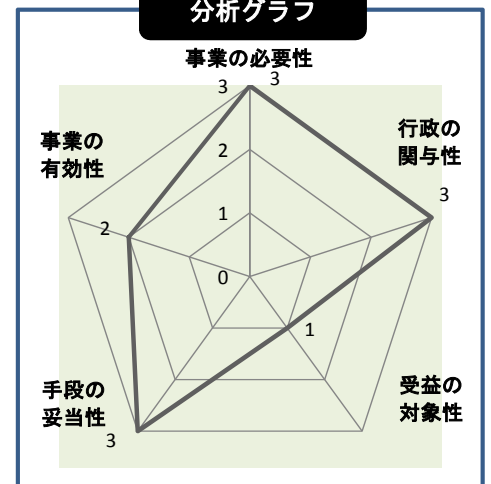 分析グラフ
事業の必要性
3
3
行政の
関与性
3
事業の
有効性
2
2
1
0
1
受益の
対象性
手段の
妥当性
3